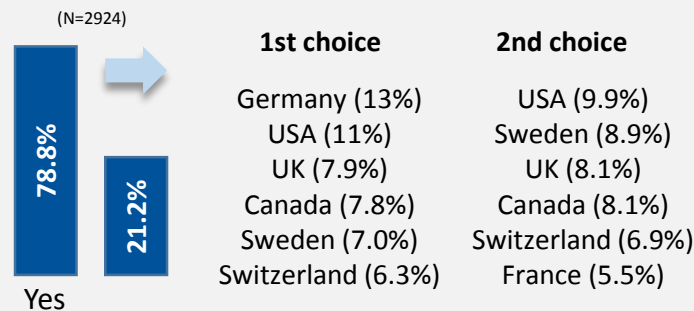 (N=2924)
78.8%
21.2%
Yes
1st choice
Germany (13%)
USA (11%)
UK (7.9%)
Canada (7.8%)
Sweden (7.0%)
Switzerland (6.3%)
2nd choice
USA (9.9%)
Sweden (8.9%)
UK (8.1%)
Canada (8.1%)
Switzerland (6.9%)
France (5.5%)